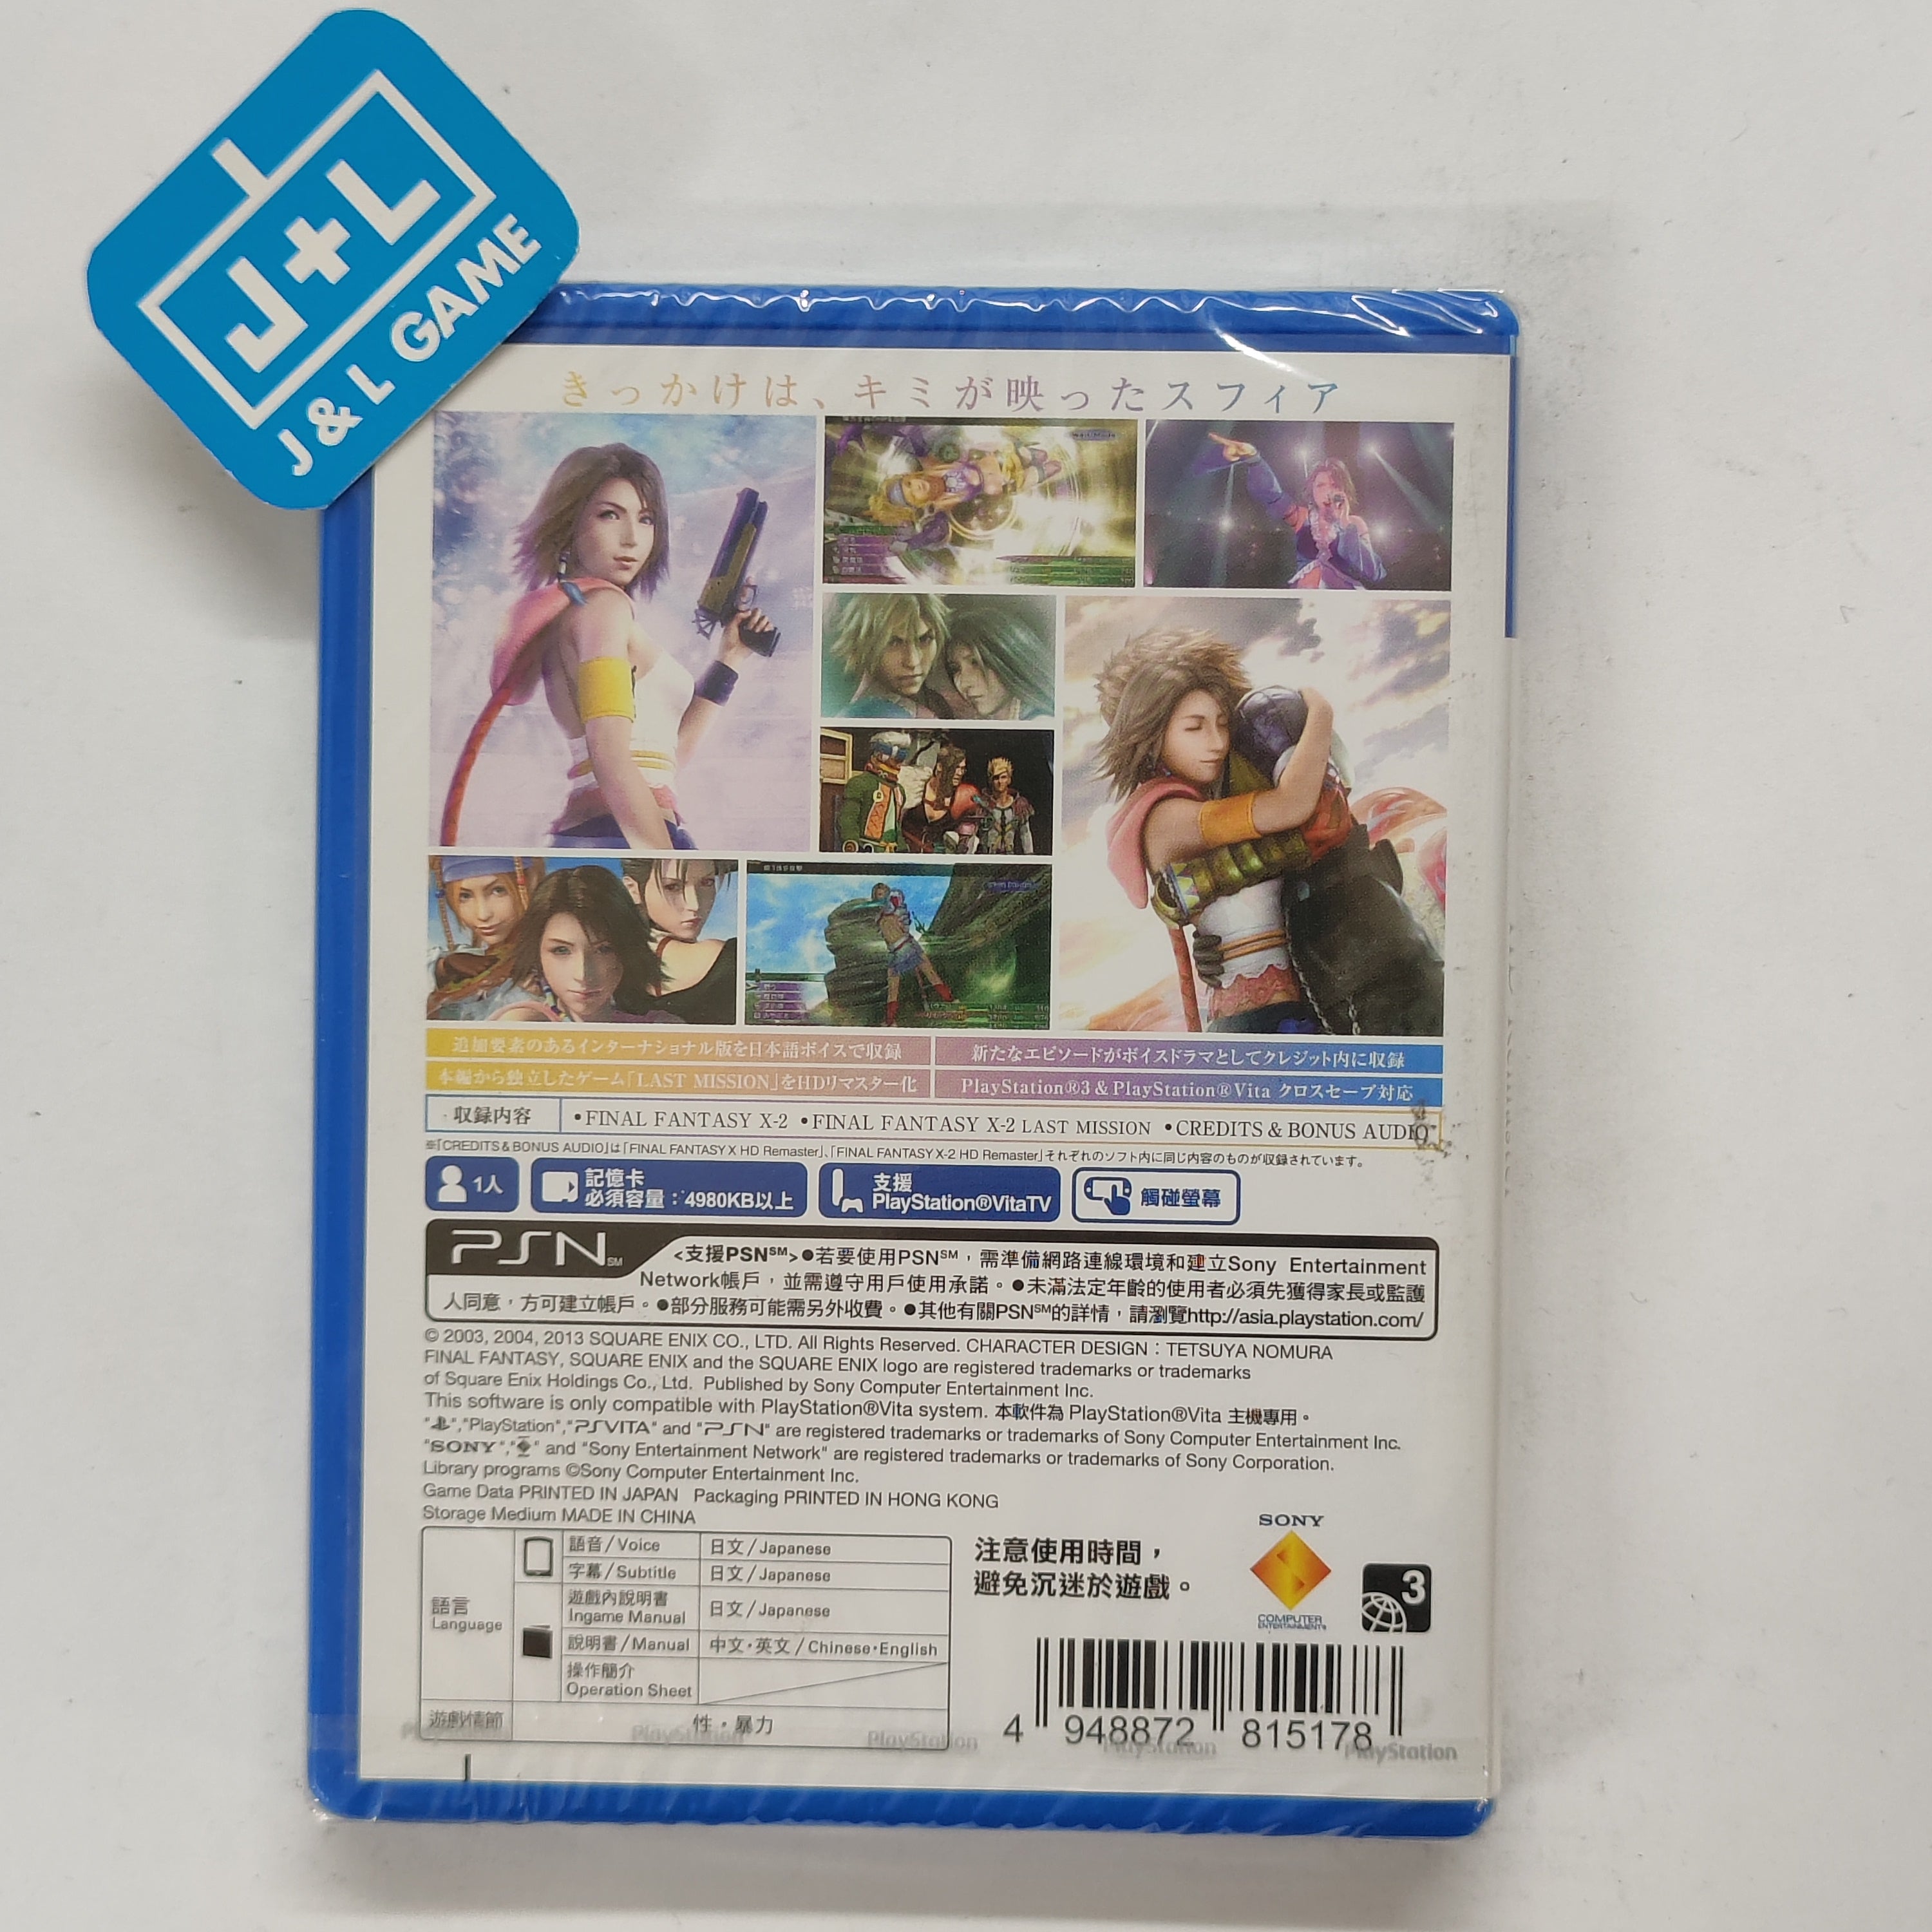 J+L
J & L GAME
きっかけは、キミが映ったスフィア
追加要素のあるインターナショナル版を日本語ボイスで収録
新たなエピソードがボイスドラマとしてクレジット内に収録
本編から独立したゲーム「LAST MISSION」をHDリマスター化
PlayStation®3 & PlayStation®Vita クロスセーブ対応
収録内容 •FINAL FANTASY X-2 •FINAL FANTASY X-2 LAST MISSION •CREDITS & BONUS AUDIO
※「CREDITS & BONUS AUDIO」は「FINAL FANTASY X HD Remaster」、「FINAL FANTASY X-2 HD Remaster」それぞれのソフト内に同じ内容のものが収録されています。
1人
記憶卡
必須容量：4980KB以上
支援
PlayStation®VitaTV
觸碰螢幕
PSN℠ <支援PSN℠>●若要使用PSN℠，需準備網路連線環境和建立Sony Entertainment
Network帳戶，並需遵守用戶使用承諾。●未滿法定年齡的使用者必須先獲得家長或監護
人同意，方可建立帳戶。●部分服務可能需另外收費。●其他有關PSN℠的詳情，請瀏覽http://asia.playstation.com/
© 2003, 2004, 2013 SQUARE ENIX CO., LTD. All Rights Reserved. CHARACTER DESIGN：TETSUYA NOMURA
FINAL FANTASY, SQUARE ENIX and the SQUARE ENIX logo are registered trademarks or trademarks
of Square Enix Holdings Co., Ltd. Published by Sony Computer Entertainment Inc.
This software is only compatible with PlayStation®Vita system. 本軟件為 PlayStation®Vita 主機專用。
"","PlayStation","PSVITA" and "PSN" are registered trademarks or trademarks of Sony Computer Entertainment Inc.
"SONY","" and "Sony Entertainment Network" are registered trademarks or trademarks of Sony Corporation.
Library programs ©Sony Computer Entertainment Inc.
Game Data PRINTED IN JAPAN Packaging PRINTED IN HONG KONG
Storage Medium MADE IN CHINA
語言
Language
語音/Voice 日文/Japanese
字幕/Subtitle 日文/Japanese
遊戲內說明書
Ingame Manual 日文/Japanese
說明書/Manual 中文・英文/Chinese・English
操作簡介
Operation Sheet
遊戲情節 性・暴力
注意使用時間，
避免沉迷於遊戲。
SONY
COMPUTER
ENTERTAINMENT®
3
4 948872 815178
PlayStation PlayStation PlayStation PlayStation PlayStation